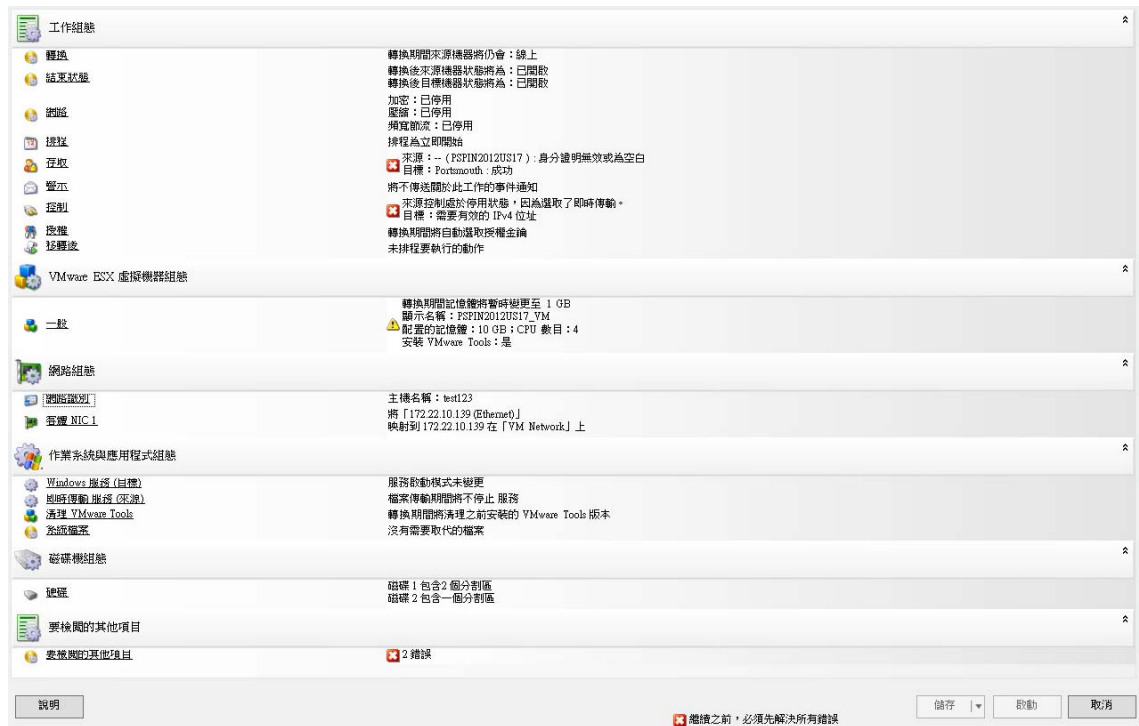 工作組態
轉換
轉換期間來源機器將仍會：線上
結束狀態
轉換後來源機器狀態將為：已開啟
轉換後目標機器狀態將為：已開啟
網路
加密：已停用
壓縮：已停用
頻寬節流：已停用
排程
排程為立即開始
存取
來源：-- ( PSPIN2012US17 ) : 身分證明無效或為空白
目標：Portsmouth : 成功
警示
將不傳送關於此工作的事件通知
控制
來源控制處於停用狀態，因為選取了即時傳輸。
目標：需要有效的 IPv4 位址
授權
轉換期間將自動選取授權金鑰
移轉後
未排程要執行的動作
VMware ESX 虛擬機器組態
一般
轉換期間記憶體將暫時變更至 1 GB
顯示名稱：PSPIN2012US17_VM
配置的記憶體：10 GB；CPU 數目：4
安裝 VMware Tools：是
網路組態
網路識別
主機名稱：test123
客體 NIC 1
將「172.22.10.139 (Ethernet)」
映射到 172.22.10.139 在「VM Network」上
作業系統與應用程式組態
Windows 服務 (目標)
服務啟動模式未變更
即時傳輸 服務 (來源)
檔案傳輸期間將不停止 服務
清理 VMware Tools
轉換期間將清理之前安裝的 VMware Tools 版本
系統檔案
沒有需要取代的檔案
磁碟機組態
硬碟
磁碟 1 包含2 個分割區
磁碟 2 包含一個分割區
要檢閱的其他項目
要檢閱的其他項目
2 錯誤
說明
儲存
啟動
取消
繼續之前，必須先解決所有錯誤